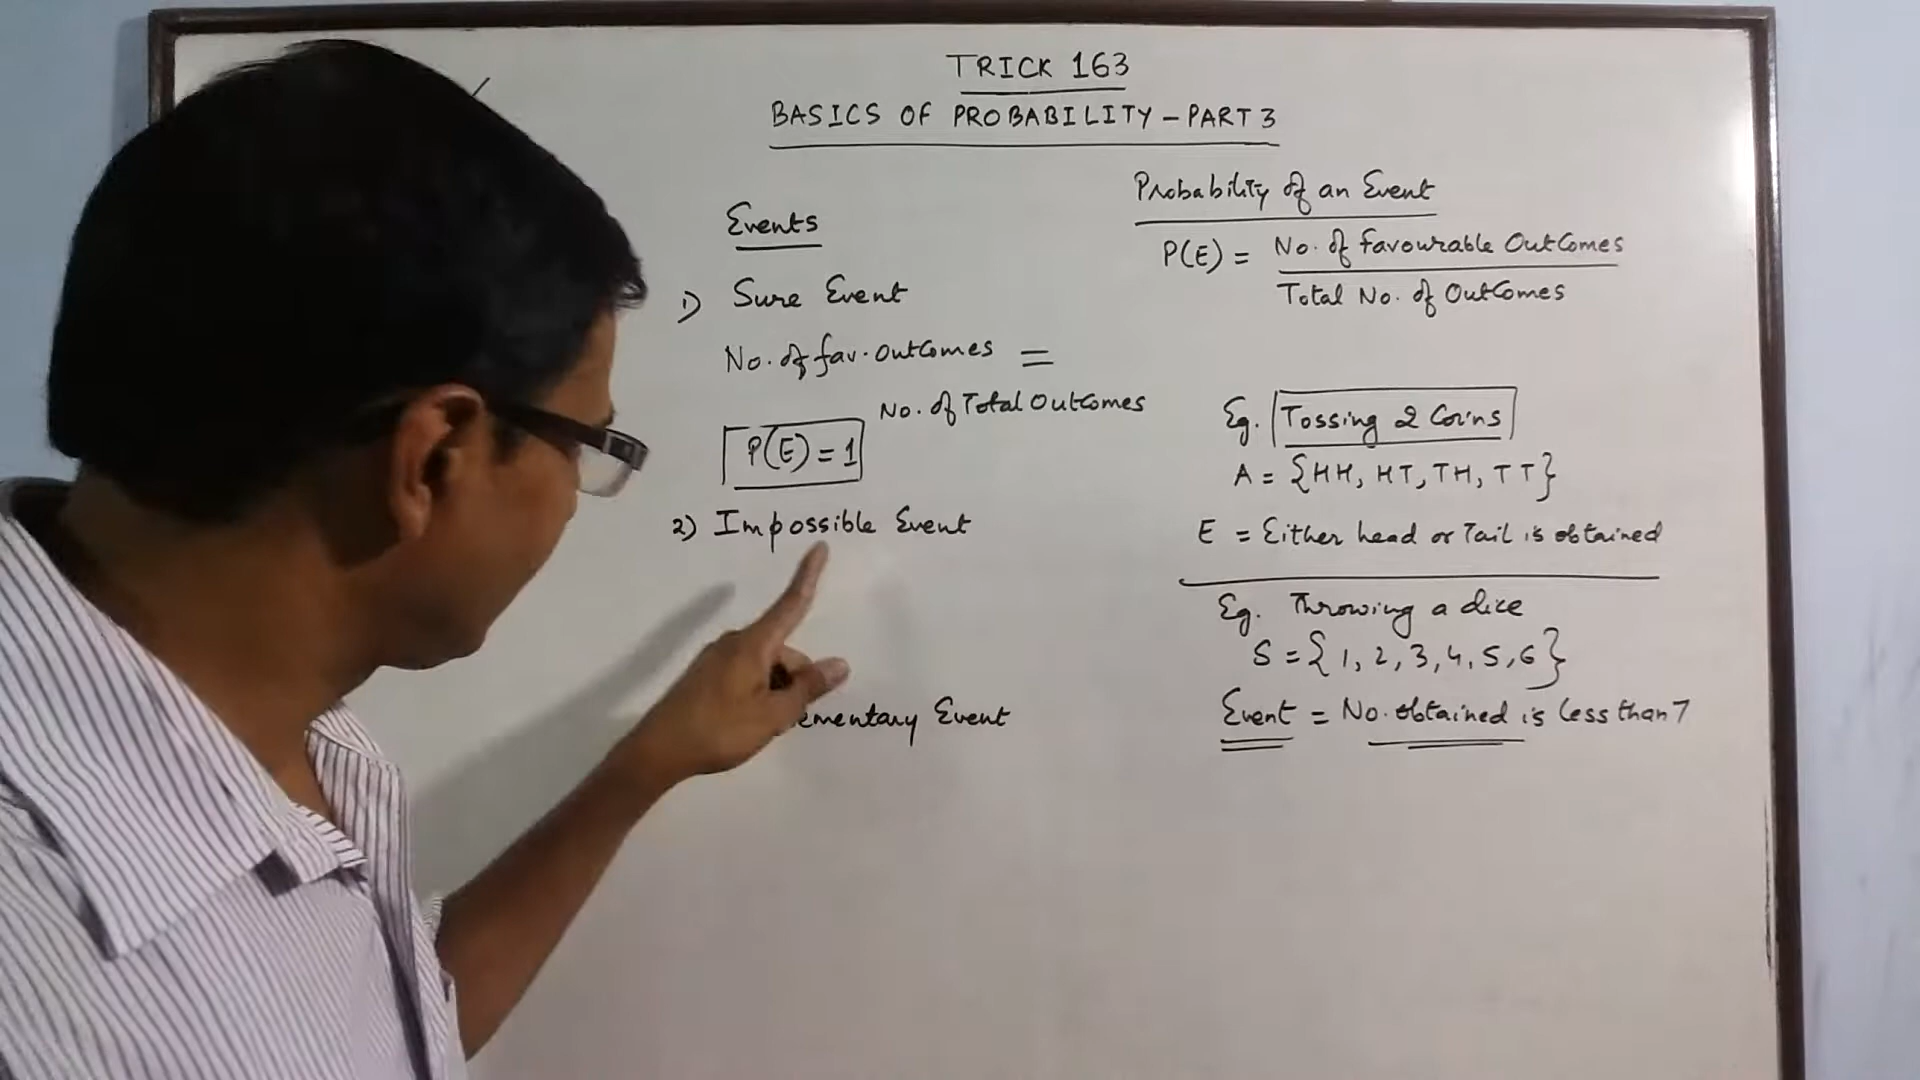 TRICK 163
BASICS OF PROBABILITY - PART 3
Events
1) Sure Event
No. of fav. outcomes =
No. of Total Outcomes
P(E) = 1
2) Impossible Event
ementary Event
Probability of an Event
P(E) = No. of favourable Outcomes
Total No. of Outcomes
Eg. Tossing 2 Coins
A = {HH, HT, TH, TT}
E = Either head or Tail is obtained
Eg. Throwing a dice
S = {1, 2, 3, 4, 5, 6}
Event = No. obtained is less than 7